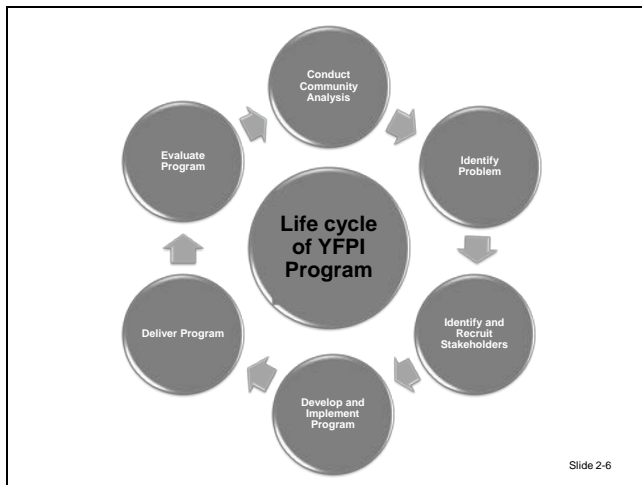 Conduct
Community
Analysis
Identify
Problem
Identify and
Recruit
Stakeholders
Develop and
Implement
Program
Deliver Program
Evaluate
Program
Life cycle
of YFPI
Program
Slide 2-6